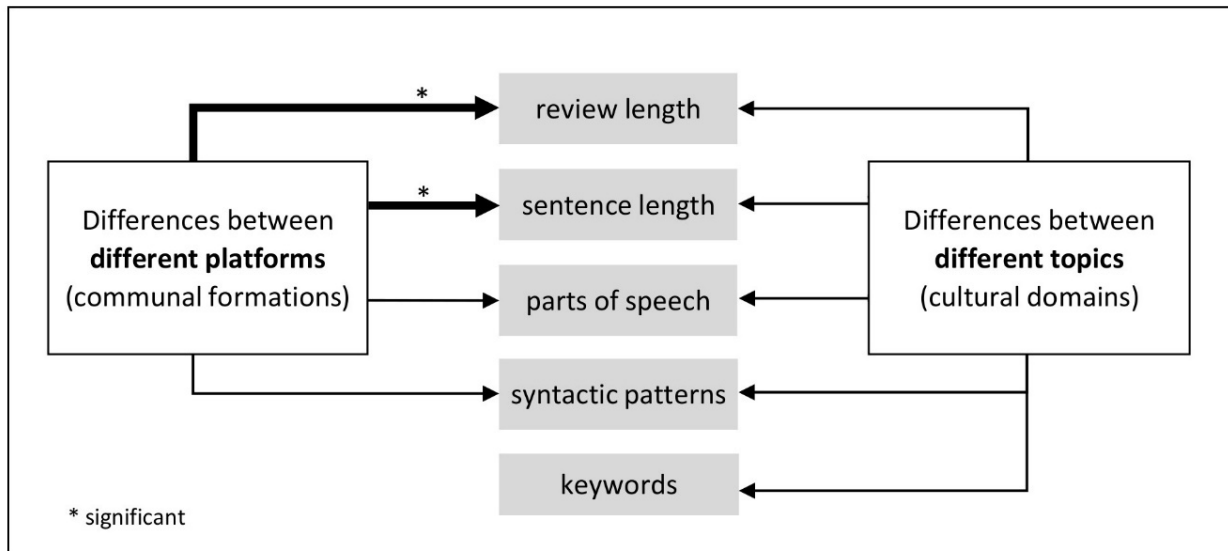 *
review length
*
sentence length
Differences between
different platforms
(communal formations)
Differences between
different topics
(cultural domains)
parts of speech
syntactic patterns
keywords
* significant